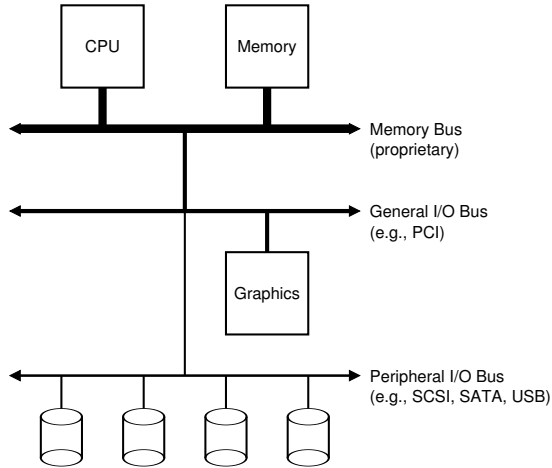 CPU
Memory
Memory Bus
(proprietary)
General I/O Bus
(e.g., PCI)
Graphics
Peripheral I/O Bus
(e.g., SCSI, SATA, USB)